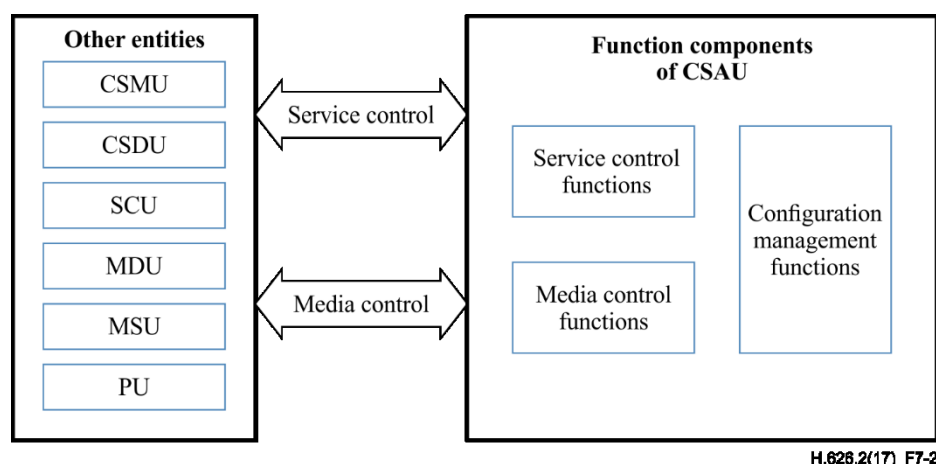 Other entities
CSMU
CSDU
SCU
MDU
MSU
PU
Service control
Media control
Function components
of CSAU
Service control
functions
Media control
functions
Configuration
management
functions
H.626.2(17)_F7-2